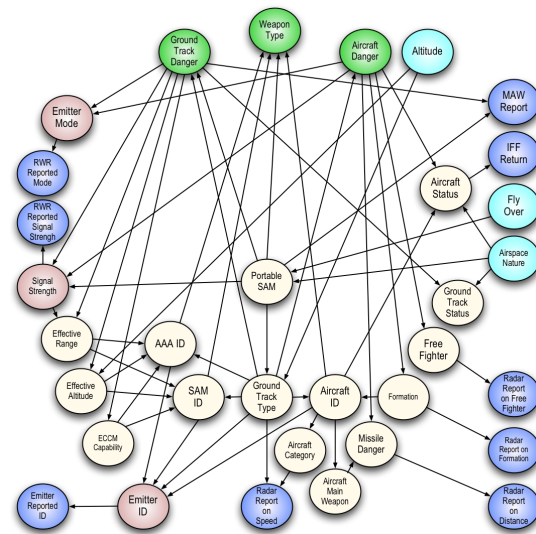 Weapon
Type
Ground
Track
Danger
Aircraft
Danger
Altitude
MAW
Report
Emitter
Mode
IFF
Return
RWR
Reported
Mode
Aircraft
Status
RWR
Reported
Signal
Strengh
Fly
Over
Airspace
Nature
Signal
Strength
Portable
SAM
Ground
Track
Status
Effective
Range
AAA ID
Free
Fighter
Effective
Altitude
SAM
ID
Ground
Track
Type
Aircraft
ID
Formation
Radar
Report
on Free
Fighter
ECCM
Capability
Aircraft
Category
Missile
Danger
Radar
Report on
Formation
Aircraft
Main
Weapon
Emitter
Reported
ID
Emitter
ID
Radar
Report
on
Speed
Radar
Report
on
Distance